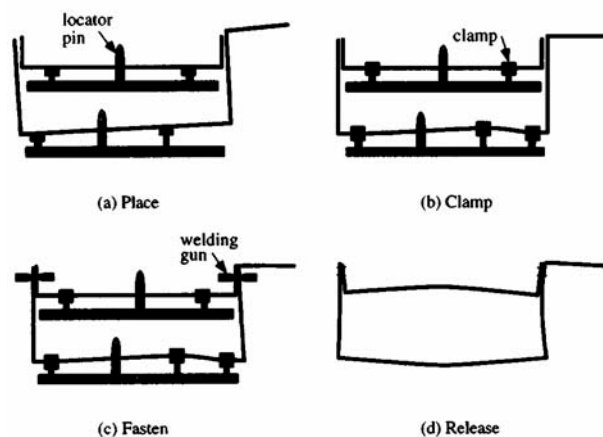 locator
pin
clamp
(a) Place
(b) Clamp
welding
gun
(c) Fasten
(d) Release